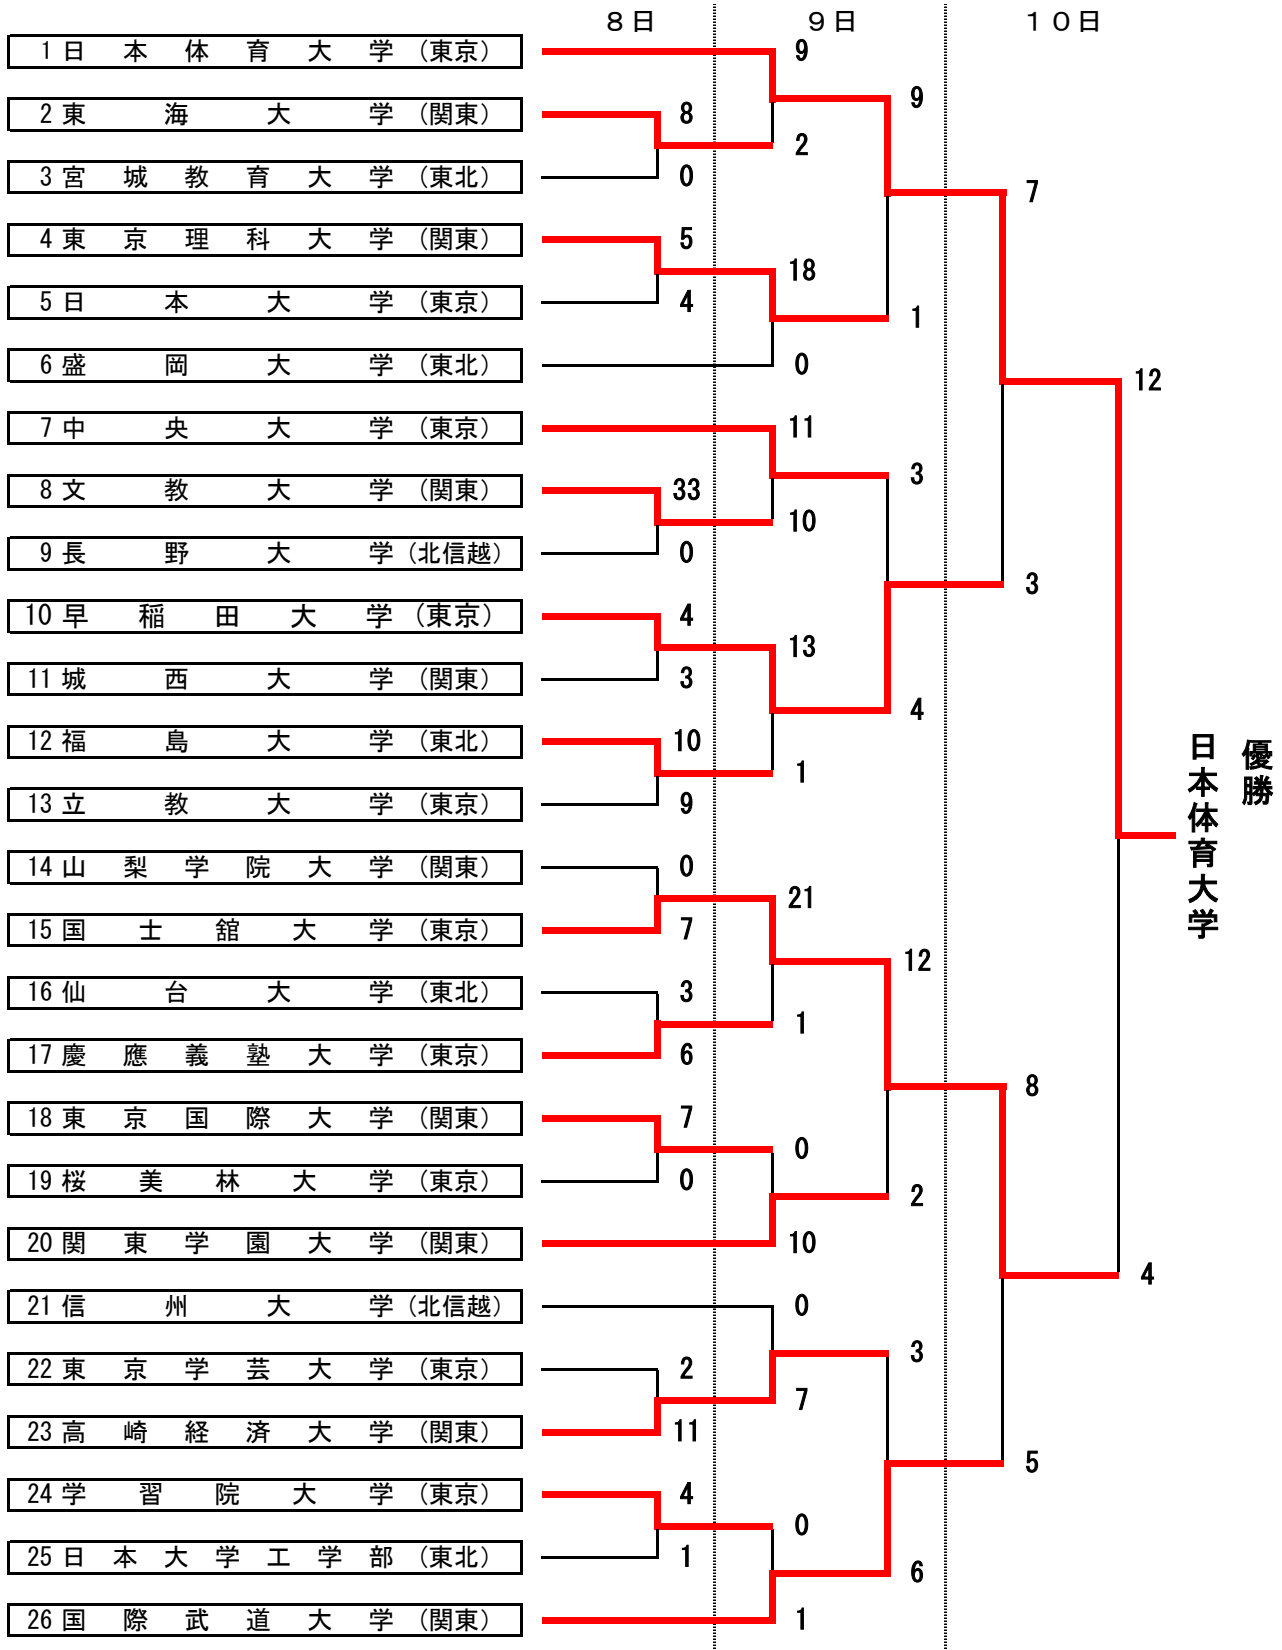 ８日 ９日 １０日
1 日本体育大学（東京） 9
9
2 東海大学（関東） 8
2
3 宮城教育大学（東北） 0
7
4 東京理科大学（関東） 5
18
5 日本大学（東京） 4
1
6 盛岡大学（東北） 0
12
7 中央大学（東京） 11
3
8 文教大学（関東） 33
10
9 長野大学（北信越） 0
3
10 早稲田大学（東京） 4
13
11 城西大学（関東） 3
4
12 福島大学（東北） 10
1
13 立教大学（東京） 9
優勝
日本体育大学
14 山梨学院大学（関東） 0
21
15 国士舘大学（東京） 7
12
16 仙台大学（東北） 3
1
17 慶應義塾大学（東京） 6
8
18 東京国際大学（関東） 7
0
19 桜美林大学（東京） 0
2
20 関東学園大学（関東） 10
4
21 信州大学（北信越） 0
3
22 東京学芸大学（東京） 2
7
23 高崎経済大学（関東） 11
5
24 学習院大学（東京） 4
0
25 日本大学工学部（東北） 1
6
26 国際武道大学（関東） 1